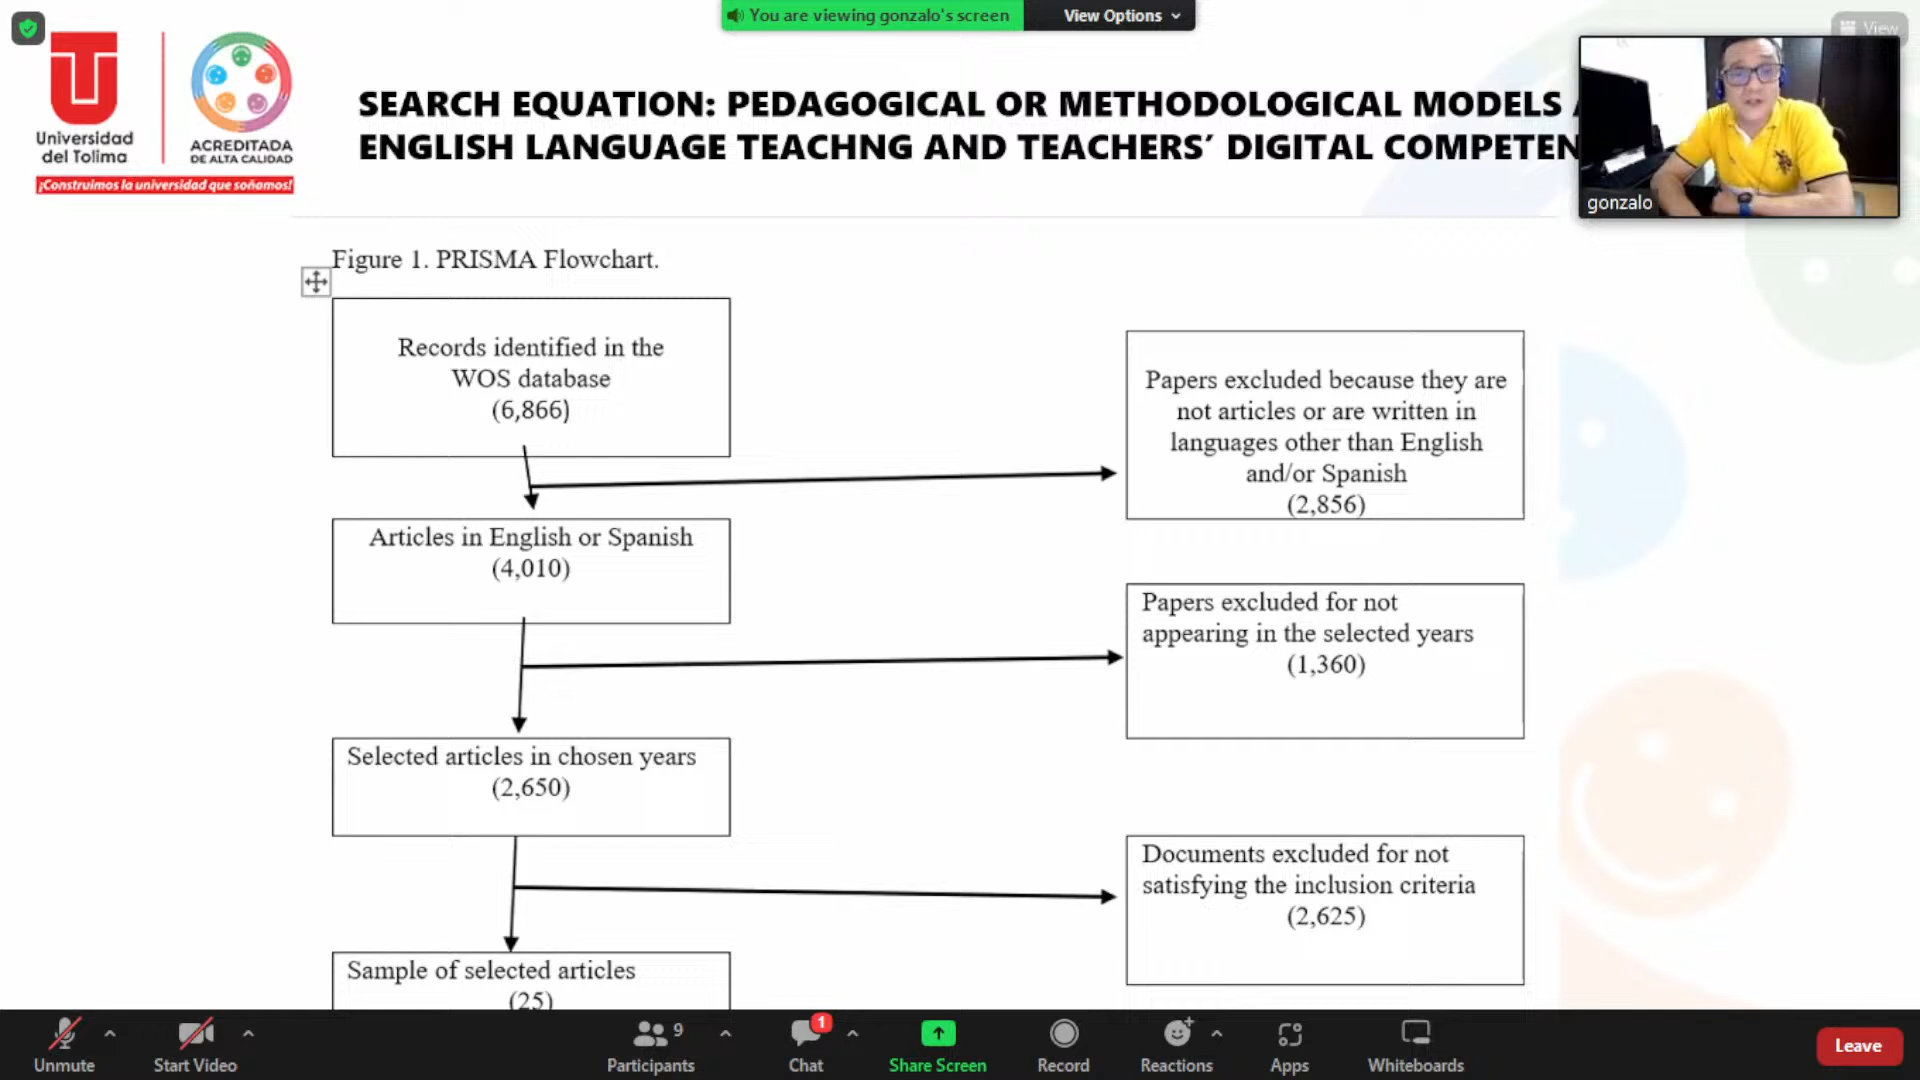 You are viewing gonzalo's screen
View Options
View
Universidad
del Tolima
ACREDITADA
DE ALTA CALIDAD
¡Construimos la universidad que soñamos!
SEARCH EQUATION: PEDAGOGICAL OR METHODOLOGICAL MODELS
ENGLISH LANGUAGE TEACHNG AND TEACHERS´ DIGITAL COMPETEN
gonzalo
Figure 1. PRISMA Flowchart.
Records identified in the
WOS database
(6,866)
Papers excluded because they are
not articles or are written in
languages other than English
and/or Spanish
(2,856)
Articles in English or Spanish
(4,010)
Papers excluded for not
appearing in the selected years
(1,360)
Selected articles in chosen years
(2,650)
Documents excluded for not
satisfying the inclusion criteria
(2,625)
Sample of selected articles
(25)
Unmute
Start Video
9
Participants
1
Chat
Share Screen
Record
Reactions
Apps
Whiteboards
Leave